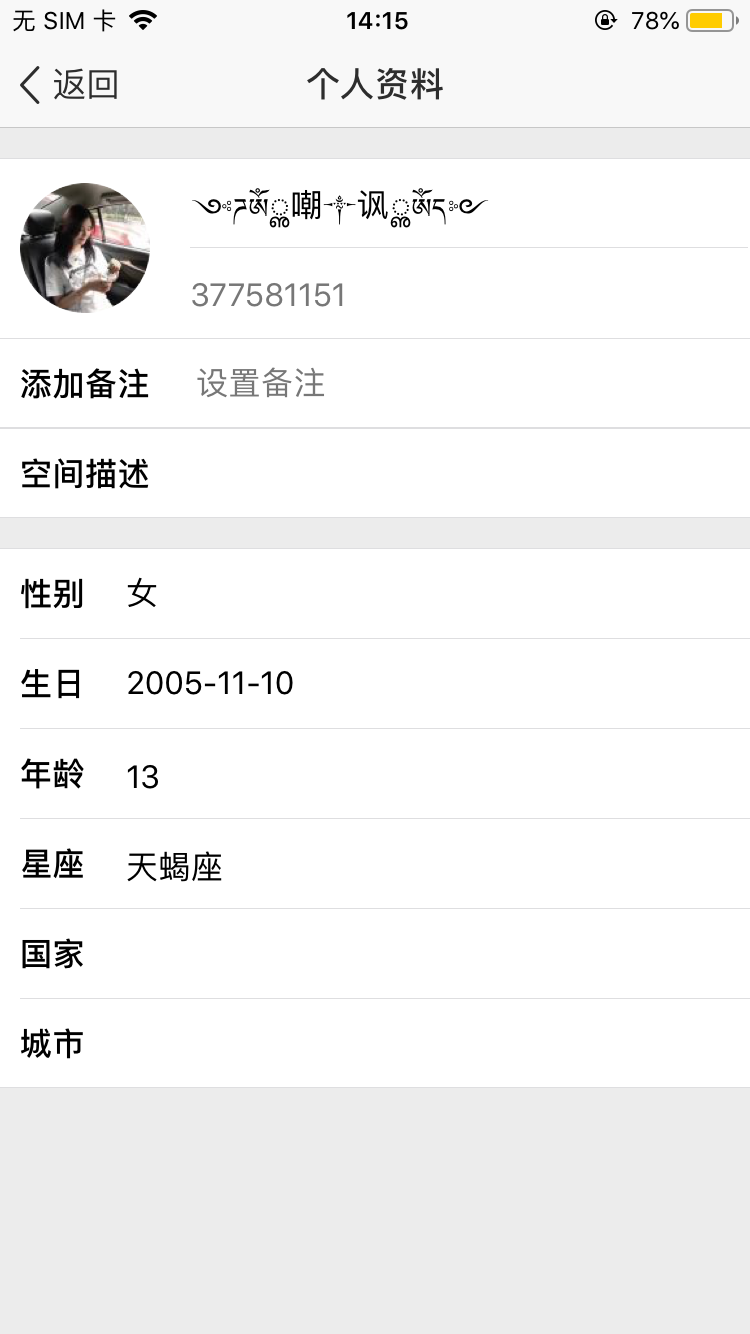 无 SIM 卡 14:15 78%
返回 个人资料
嘲 讽
377581151
添加备注 设置备注
空间描述
性别 女
生日 2005-11-10
年龄 13
星座 天蝎座
国家
城市